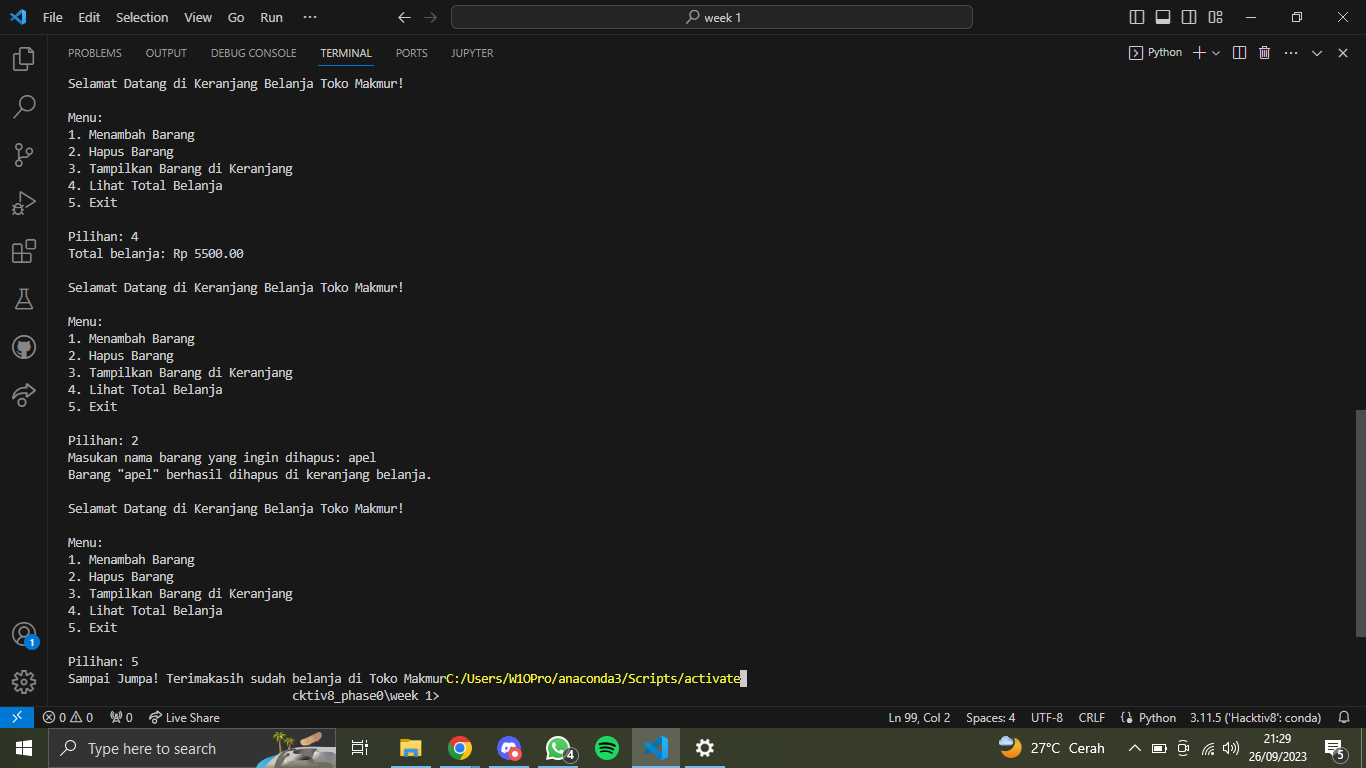 File Edit Selection View Go Run ··· week 1
PROBLEMS OUTPUT DEBUG CONSOLE TERMINAL PORTS JUPYTER Python
Selamat Datang di Keranjang Belanja Toko Makmur!
Menu:
1. Menambah Barang
2. Hapus Barang
3. Tampilkan Barang di Keranjang
4. Lihat Total Belanja
5. Exit
Pilihan: 4
Total belanja: Rp 5500.00
Selamat Datang di Keranjang Belanja Toko Makmur!
Menu:
1. Menambah Barang
2. Hapus Barang
3. Tampilkan Barang di Keranjang
4. Lihat Total Belanja
5. Exit
Pilihan: 2
Masukan nama barang yang ingin dihapus: apel
Barang "apel" berhasil dihapus di keranjang belanja.
Selamat Datang di Keranjang Belanja Toko Makmur!
Menu:
1. Menambah Barang
2. Hapus Barang
3. Tampilkan Barang di Keranjang
4. Lihat Total Belanja
5. Exit
Pilihan: 5
Sampai Jumpa! Terimakasih sudah belanja di Toko MakmurC:/Users/W1OPro/anaconda3/Scripts/activate
cktiv8_phase0\week 1>
1
0 0 0 Live Share Ln 99, Col 2 Spaces: 4 UTF-8 CRLF Python 3.11.5 ('Hacktiv8': conda)
Type here to search 4 27°C Cerah 21:29
26/09/2023 5